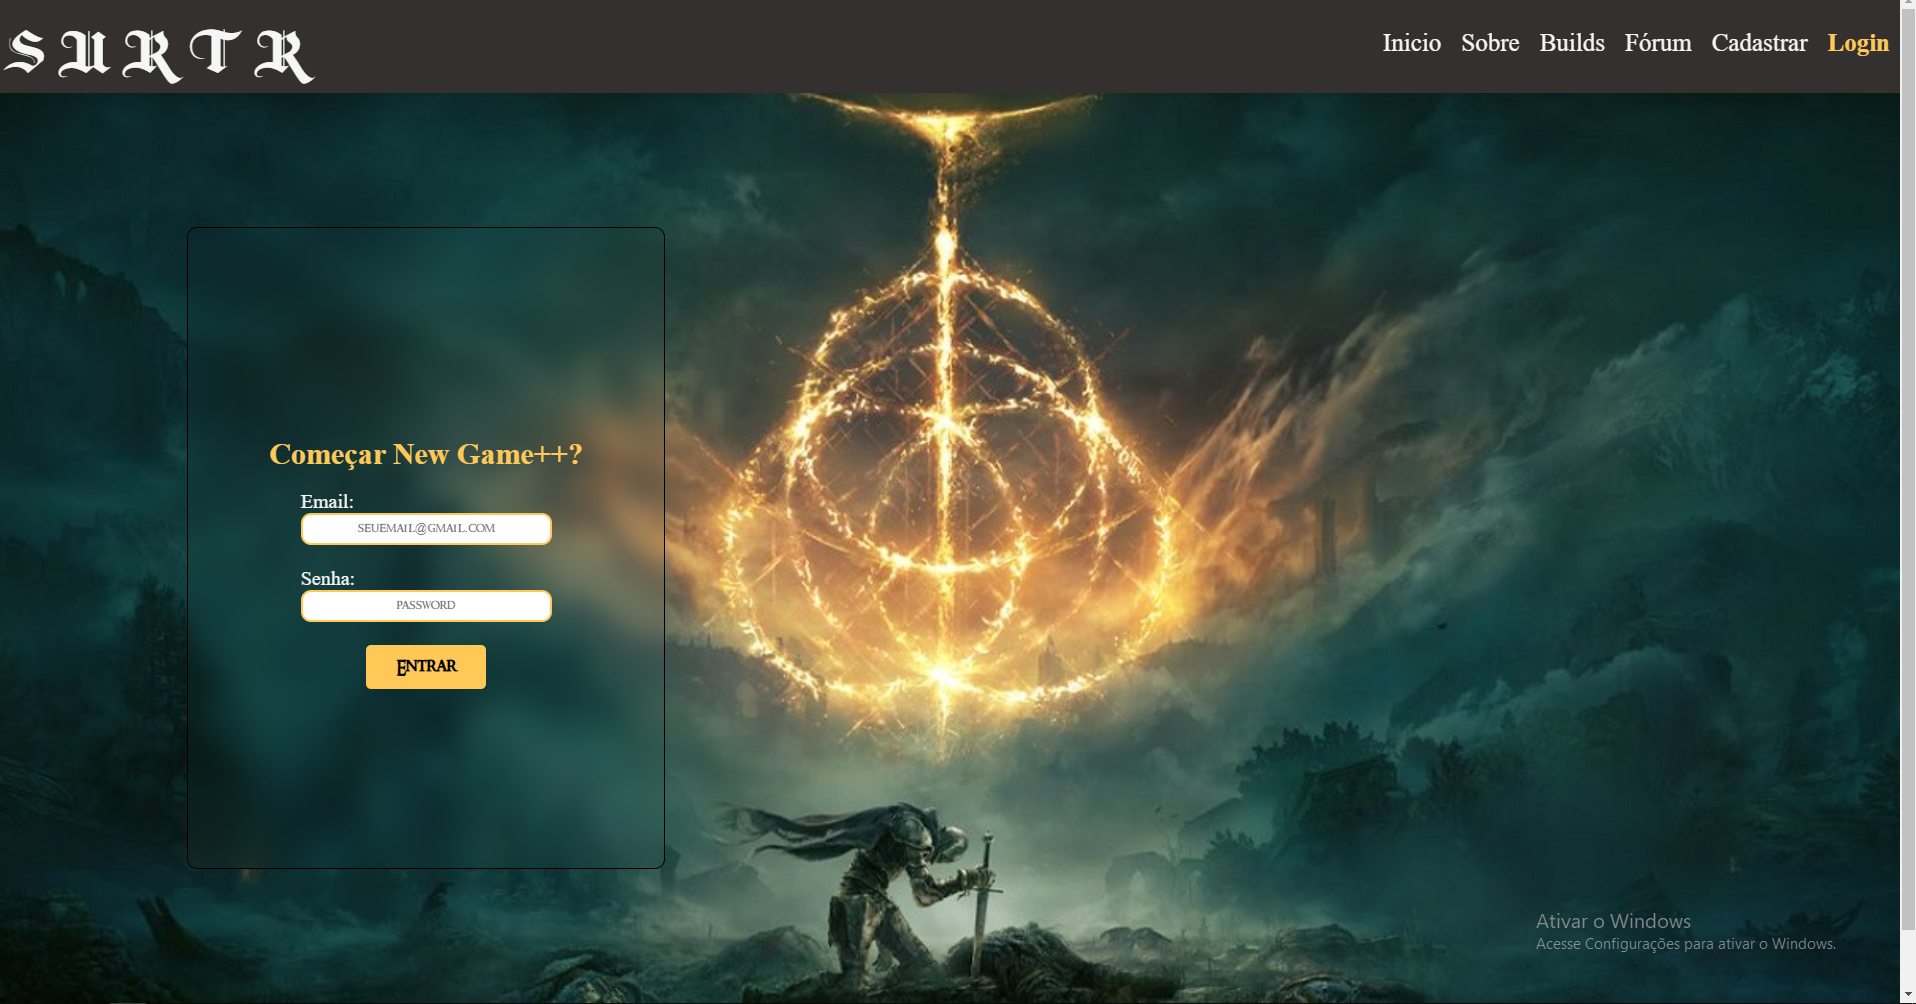 SURTR
Inicio Sobre Builds Fórum Cadastrar Login
Começar New Game++?
Email:
SEUEMAIL@GMAIL.COM
Senha:
PASSWORD
ENTRAR
Ativar o Windows
Acesse Configurações para ativar o Windows.